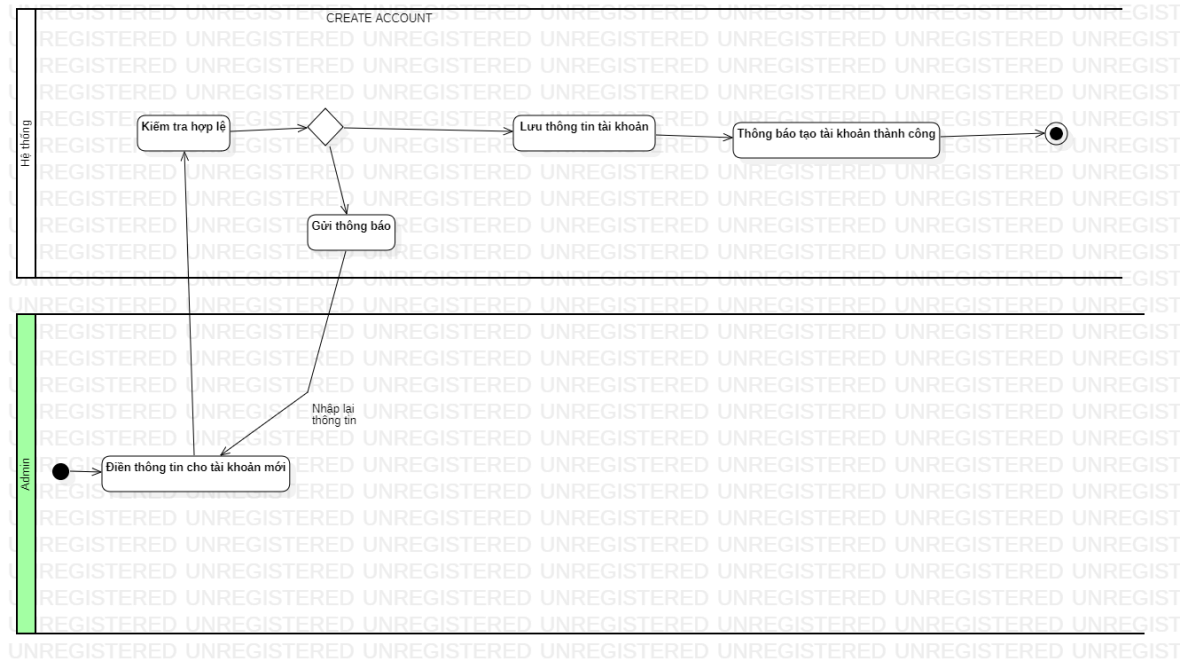 CREATE ACCOUNT
Hệ thống
Kiểm tra hợp lệ
Lưu thông tin tài khoản
Thông báo tạo tài khoản thành công
Gửi thông báo
Nhập lại
thông tin
Admin
Điền thông tin cho tài khoản mới
UNREGISTERED